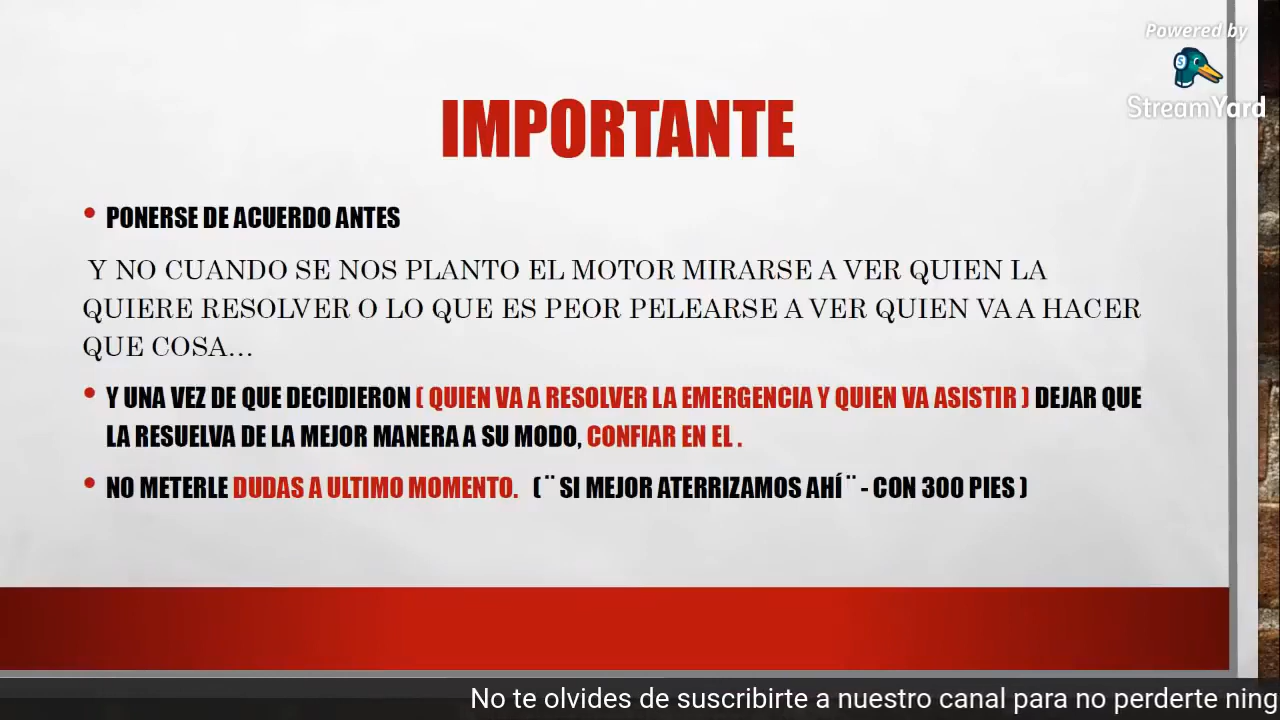 Powered by
StreamYard
IMPORTANTE
• PONERSE DE ACUERDO ANTES
Y NO CUANDO SE NOS PLANTO EL MOTOR MIRARSE A VER QUIEN LA
QUIERE RESOLVER O LO QUE ES PEOR PELEARSE A VER QUIEN VA A HACER
QUE COSA...
• Y UNA VEZ DE QUE DECIDIERON ( QUIEN VA A RESOLVER LA EMERGENCIA Y QUIEN VA ASISTIR ) DEJAR QUE
LA RESUELVA DE LA MEJOR MANERA A SU MODO, CONFIAR EN EL .
• NO METERLE DUDAS A ULTIMO MOMENTO. ( ¨ SI MEJOR ATERRIZAMOS AHÍ ¨ - CON 300 PIES )
No te olvides de suscribirte a nuestro canal para no perderte ning